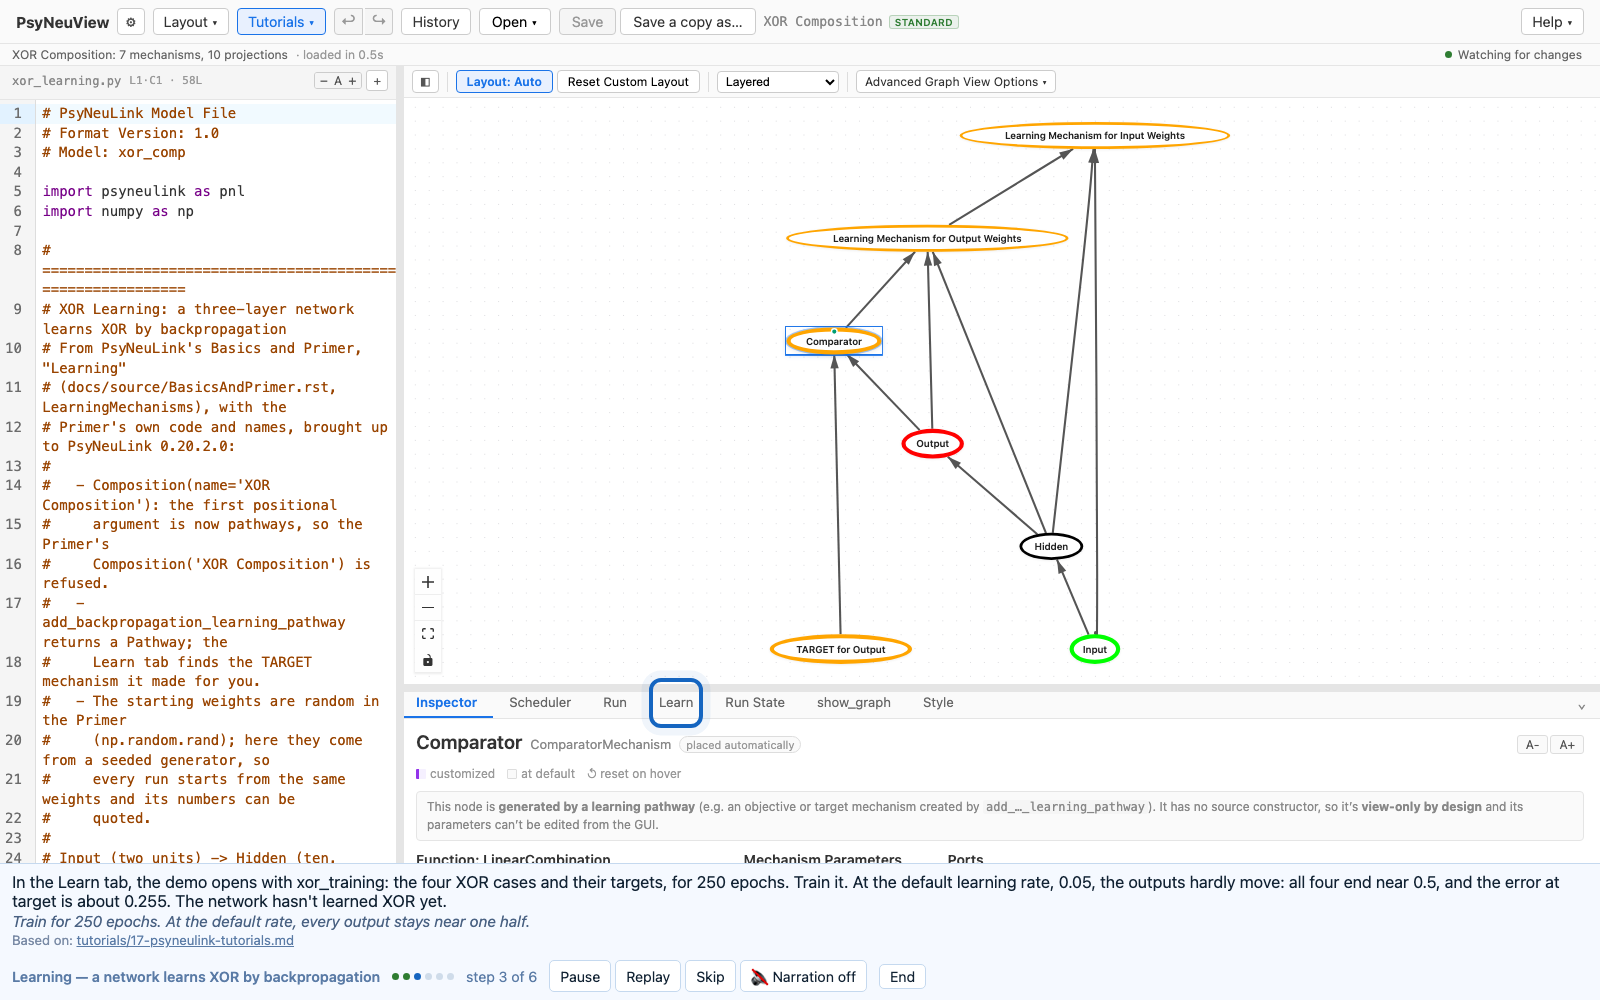 PsyNeuView
Layout ▾
Tutorials ▾
History
Open ▾
Save
Save a copy as...
XOR Composition
STANDARD
Help ▾
XOR Composition: 7 mechanisms, 10 projections · loaded in 0.5s
Watching for changes
xor_learning.py L1·C1 · 58L
− A +
+
Layout: Auto
Reset Custom Layout
Layered
Advanced Graph View Options ▾
1 # PsyNeuLink Model File
2 # Format Version: 1.0
3 # Model: xor_comp
4
5 import psyneulink as pnl
6 import numpy as np
7
8 #
==========================================
=================
9 # XOR Learning: a three-layer network
learns XOR by backpropagation
10 # From PsyNeuLink's Basics and Primer,
"Learning"
11 # (docs/source/BasicsAndPrimer.rst,
LearningMechanisms), with the
12 # Primer's own code and names, brought up
to PsyNeuLink 0.20.2.0:
13 #
14 #   - Composition(name='XOR
Composition'): the first positional
15 #     argument is now pathways, so the
Primer's
16 #     Composition('XOR Composition') is
refused.
17 #   -
add_backpropagation_learning_pathway
returns a Pathway; the
18 #     Learn tab finds the TARGET
mechanism it made for you.
19 #   - The starting weights are random in
the Primer
20 #     (np.random.rand); here they come
from a seeded generator, so
21 #     every run starts from the same
weights and its numbers can be
22 #     quoted.
23 #
24 # Input (two units) -> Hidden (ten,
Learning Mechanism for Input Weights
Learning Mechanism for Output Weights
Comparator
Output
Hidden
TARGET for Output
Input
Inspector
Scheduler
Run
Learn
Run State
show_graph
Style
Comparator ComparatorMechanism placed automatically
A-
A+
customized
at default
reset on hover
This node is generated by a learning pathway (e.g. an objective or target mechanism created by add_…_learning_pathway). It has no source constructor, so it's view-only by design and its
parameters can't be edited from the GUI.
Function: LinearCombination
Mechanism Parameters
Ports
In the Learn tab, the demo opens with xor_training: the four XOR cases and their targets, for 250 epochs. Train it. At the default learning rate, 0.05, the outputs hardly move: all four end near 0.5, and the error at
target is about 0.255. The network hasn't learned XOR yet.
Train for 250 epochs. At the default rate, every output stays near one half.
Based on: tutorials/17-psyneulink-tutorials.md
Learning — a network learns XOR by backpropagation
step 3 of 6
Pause
Replay
Skip
Narration off
End